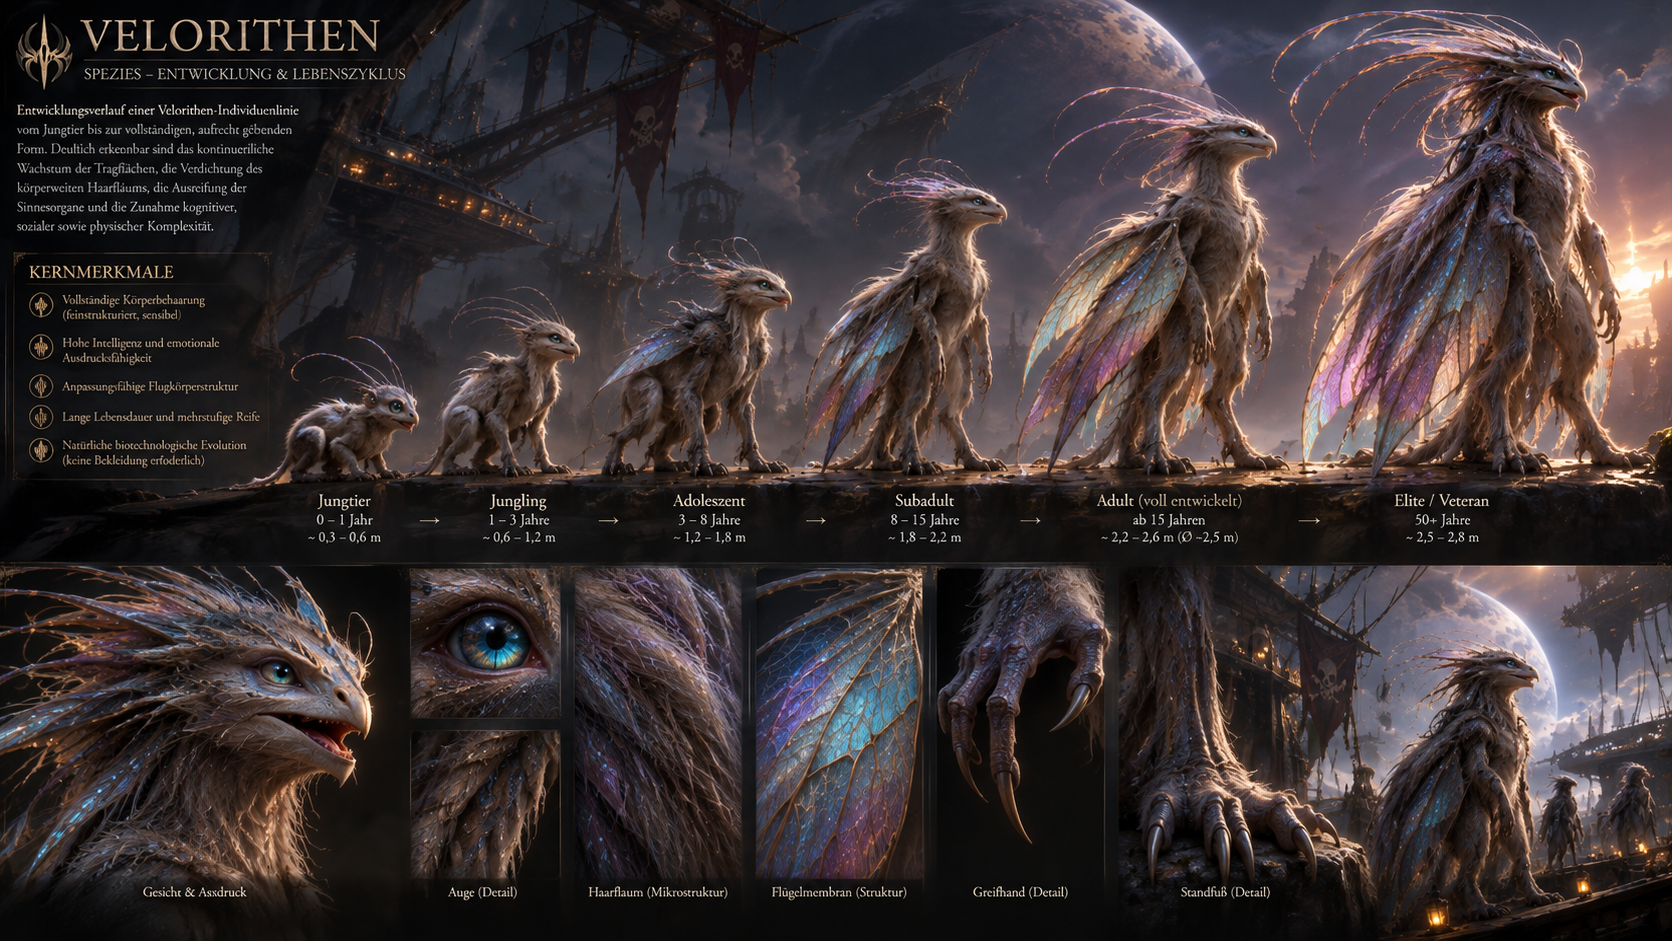 VELORITHEN
SPEZIES – ENTWICKLUNG & LEBENSZYKLUS
Entwicklungsverlauf einer Velorithen-Individuenlinie
vom Jungtier bis zur vollständigen, aufrecht gebenden
Form. Deutlich erkennbar sind das kontinueriliche
Wachstum der Tragflächen, die Verdichtung des
körperweiten Haarflaums, die Ausreifung der
Sinnesorgane und die Zunahme kognitiver,
sozialer sowie physischer Komplexität.
KERNMERKMALE
Vollständige Körperbehaarung
(feinstrukruriert, sensibel)
Hohe Intelligenz und emotionale
Ausdrucksfähigkeit
Anpassungsfähige Flugkörperstruktur
Lange Lebensdauer und mehrstufige Reife
Natürliche biotechnologische Evolution
(keine Bekleidung erfoderlich)
Jungtier
0 – 1 Jahr
~ 0,3 – 0,6 m
→
Jungling
1 – 3 Jahre
~ 0,6 – 1,2 m
→
Adoleszent
3 – 8 Jahre
~ 1,2 – 1,8 m
→
Subadult
8 – 15 Jahre
~ 1,8 – 2,2 m
→
Adult (voll entwickelt)
ab 15 Jahren
~ 2,2 – 2,6 m (Ø ~2,5 m)
→
Elite / Veteran
50+ Jahre
~ 2,5 – 2,8 m
Gesicht & Assdruck
Auge (Detail)
Haarflaum (Mikrostruktur)
Flügelmembran (Struktur)
Greifhand (Detail)
Standfuß (Detail)